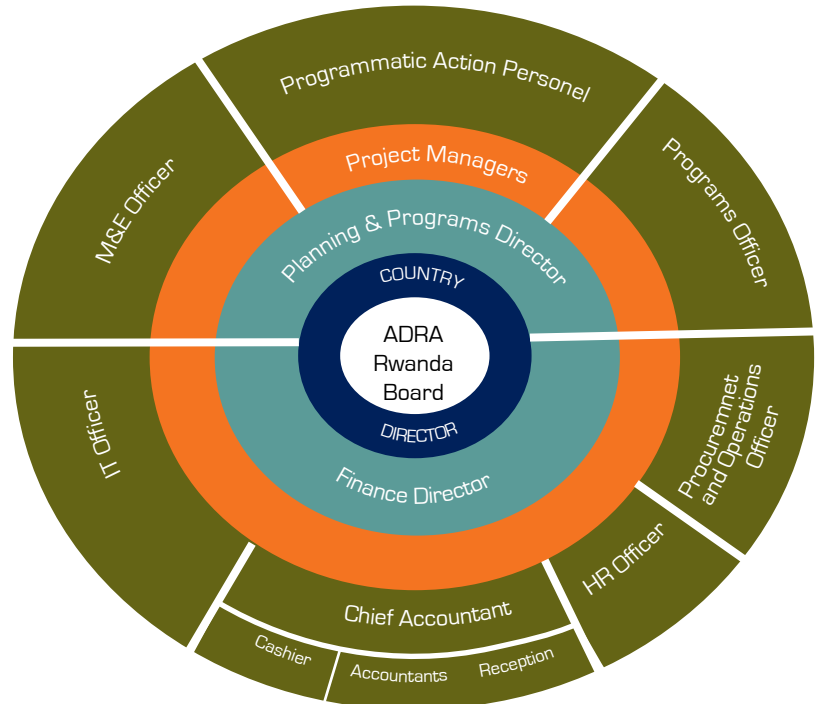 Programmatic Action Personel
Project Managers
Programs Officer
M&E Officer
Planning & Programs Director
COUNTRY
ADRA
Rwanda
Board
DIRECTOR
Finance Director
IT Officer
Procuremnet
and Operations
Officer
HR Officer
Chief Accountant
Cashier
Accountants
Reception